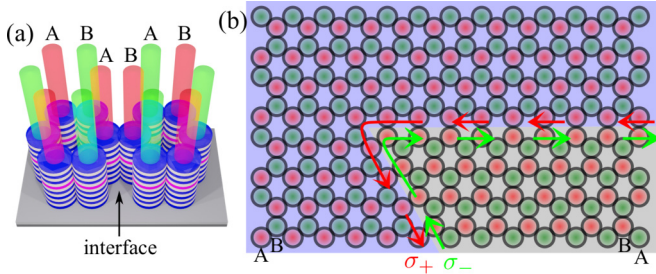 (a)
A B A B
A B
interface
(b)
A B
B A
σ+ σ−